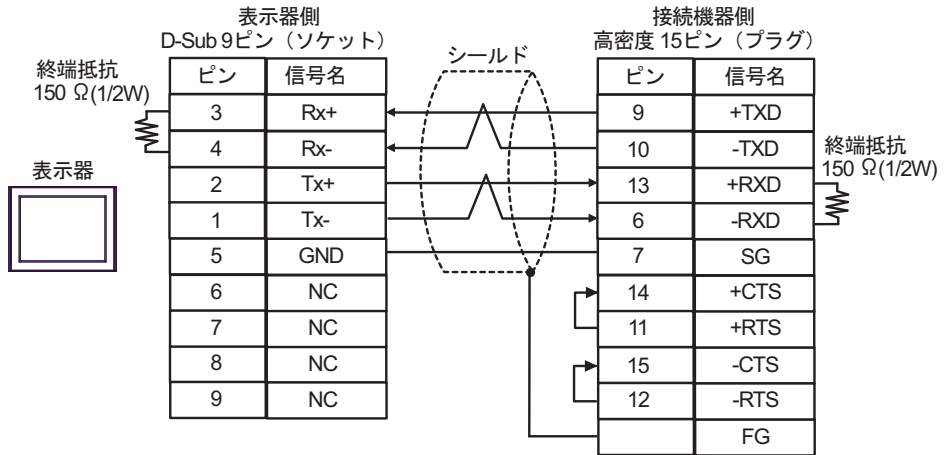 表示器側
D-Sub 9ピン（ソケット）
終端抵抗
150 Ω(1/2W)
表示器
ピン 信号名
3 Rx+
4 Rx-
2 Tx+
1 Tx-
5 GND
6 NC
7 NC
8 NC
9 NC
シールド
接続機器側
高密度 15ピン（プラグ）
ピン 信号名
9 +TXD
10 -TXD
13 +RXD
6 -RXD
7 SG
14 +CTS
11 +RTS
15 -CTS
12 -RTS
FG
終端抵抗
150 Ω(1/2W)